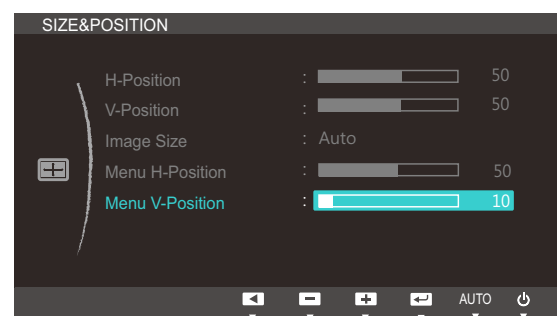 SIZE&POSITION
H-Position : 50
V-Position : 50
Image Size : Auto
Menu H-Position : 50
Menu V-Position : 10
AUTO